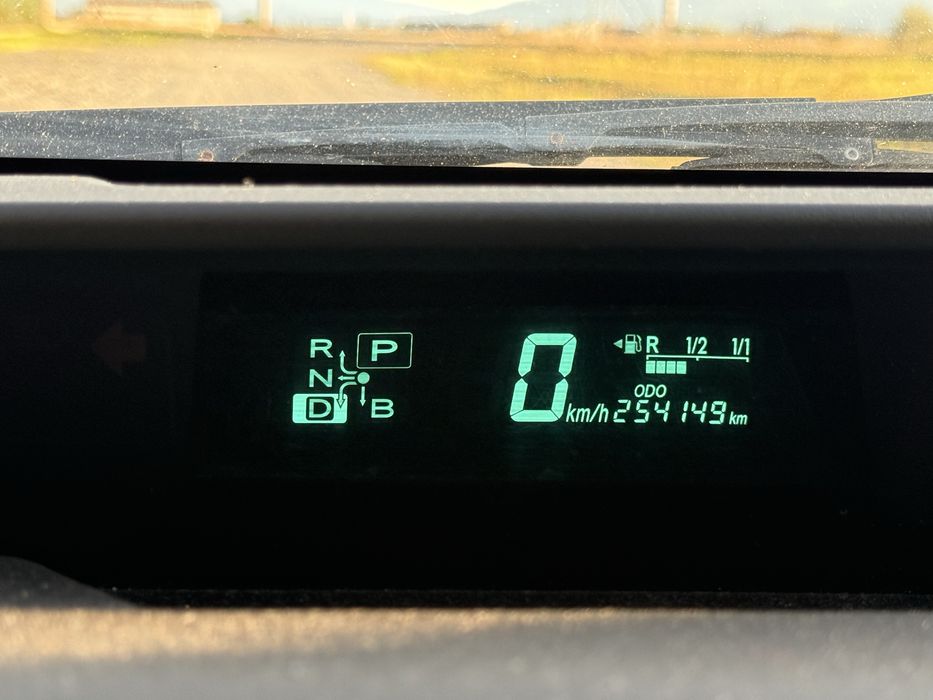 R P
N
D B
0 km/h
R 1/2 1/1
ODO
254149 km